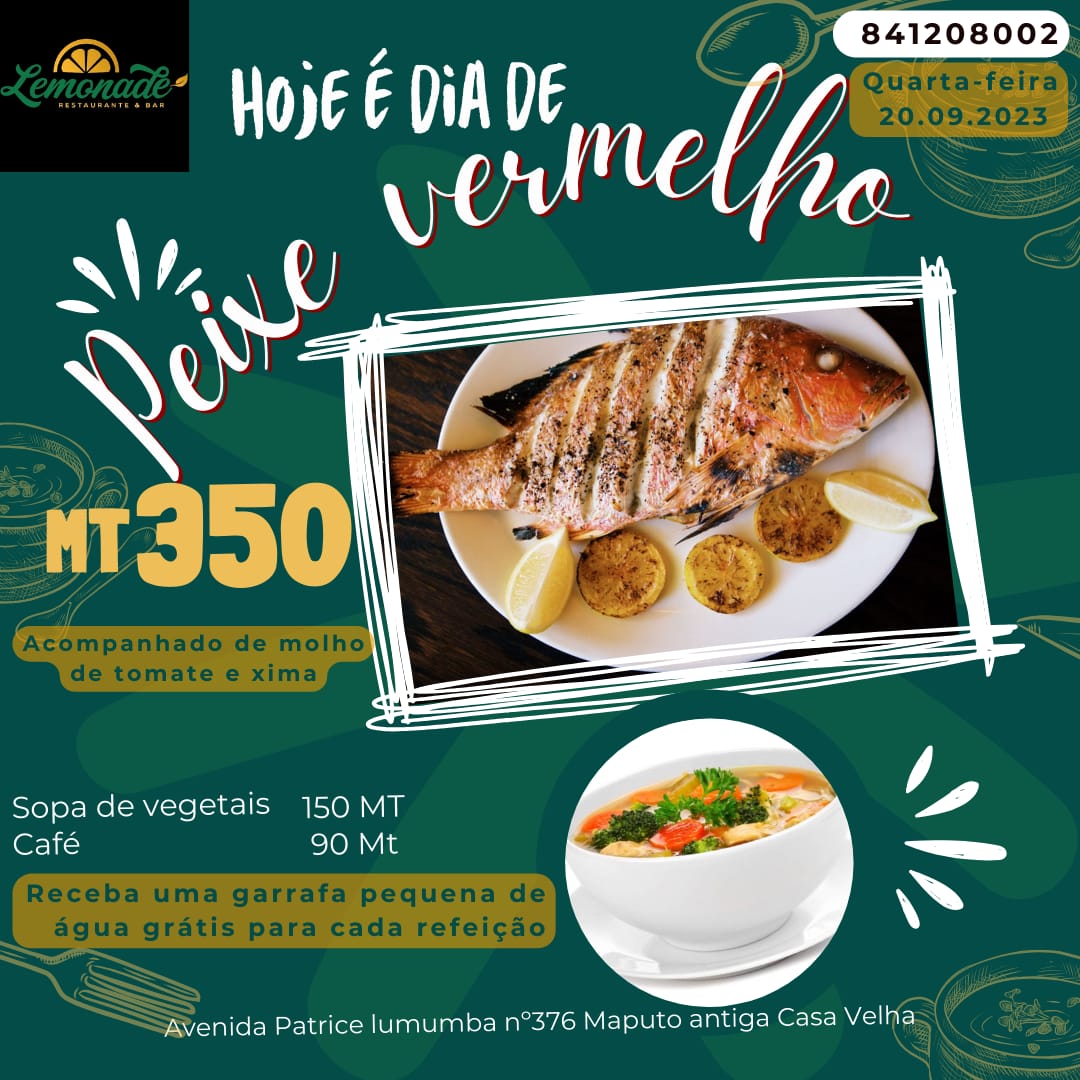 Lemonade
RESTAURANTE & BAR
841208002
Quarta-feira
20.09.2023
HOJE É DIA DE
Peixe vermelho
MT350
Acompanhado de molho
de tomate e xima
Sopa de vegetais 150 MT
Café 90 Mt
Receba uma garrafa pequena de
água grátis para cada refeição
Avenida Patrice lumumba nº376 Maputo antiga Casa Velha